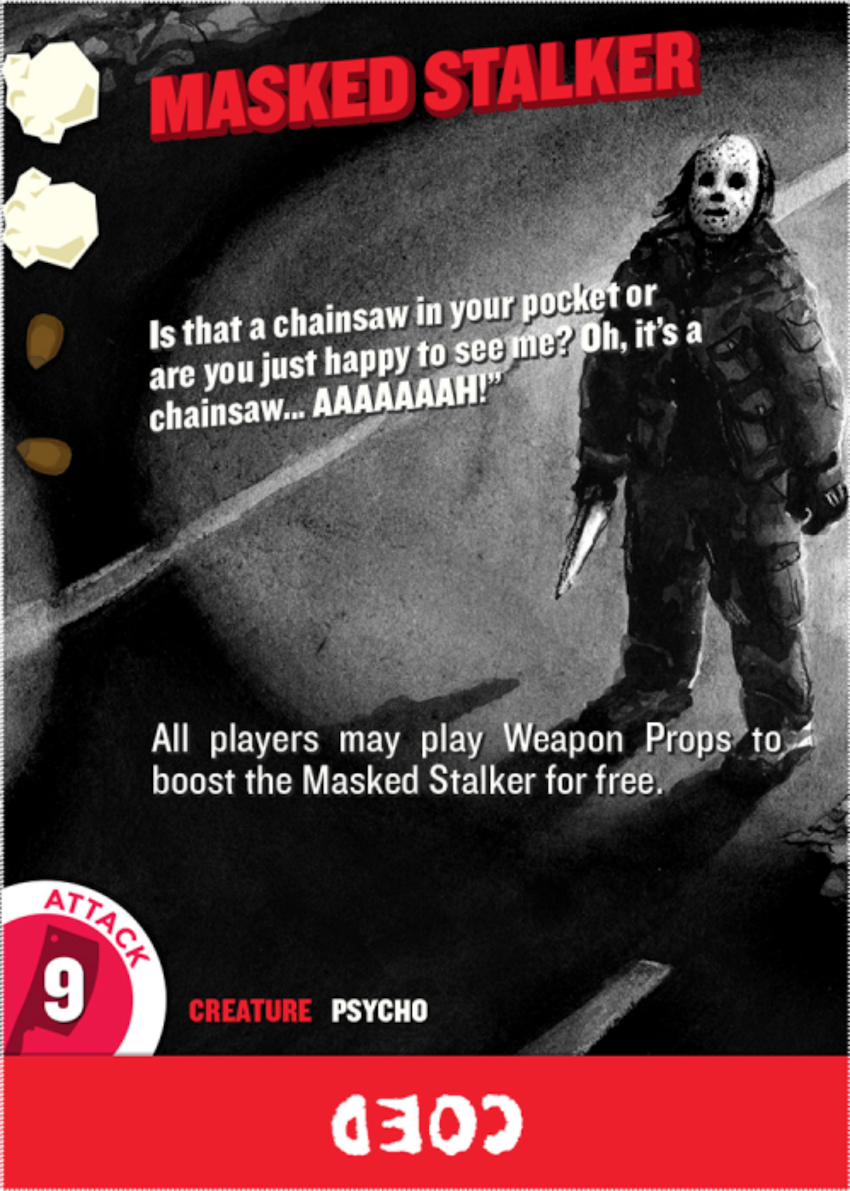 MASKED STALKER
Is that a chainsaw in your pocket or
are you just happy to see me? Oh, it's a
chainsaw... AAAAAAAH!”
All players may play Weapon Props to
boost the Masked Stalker for free.
ATTACK
9
CREATURE PSYCHO
COED